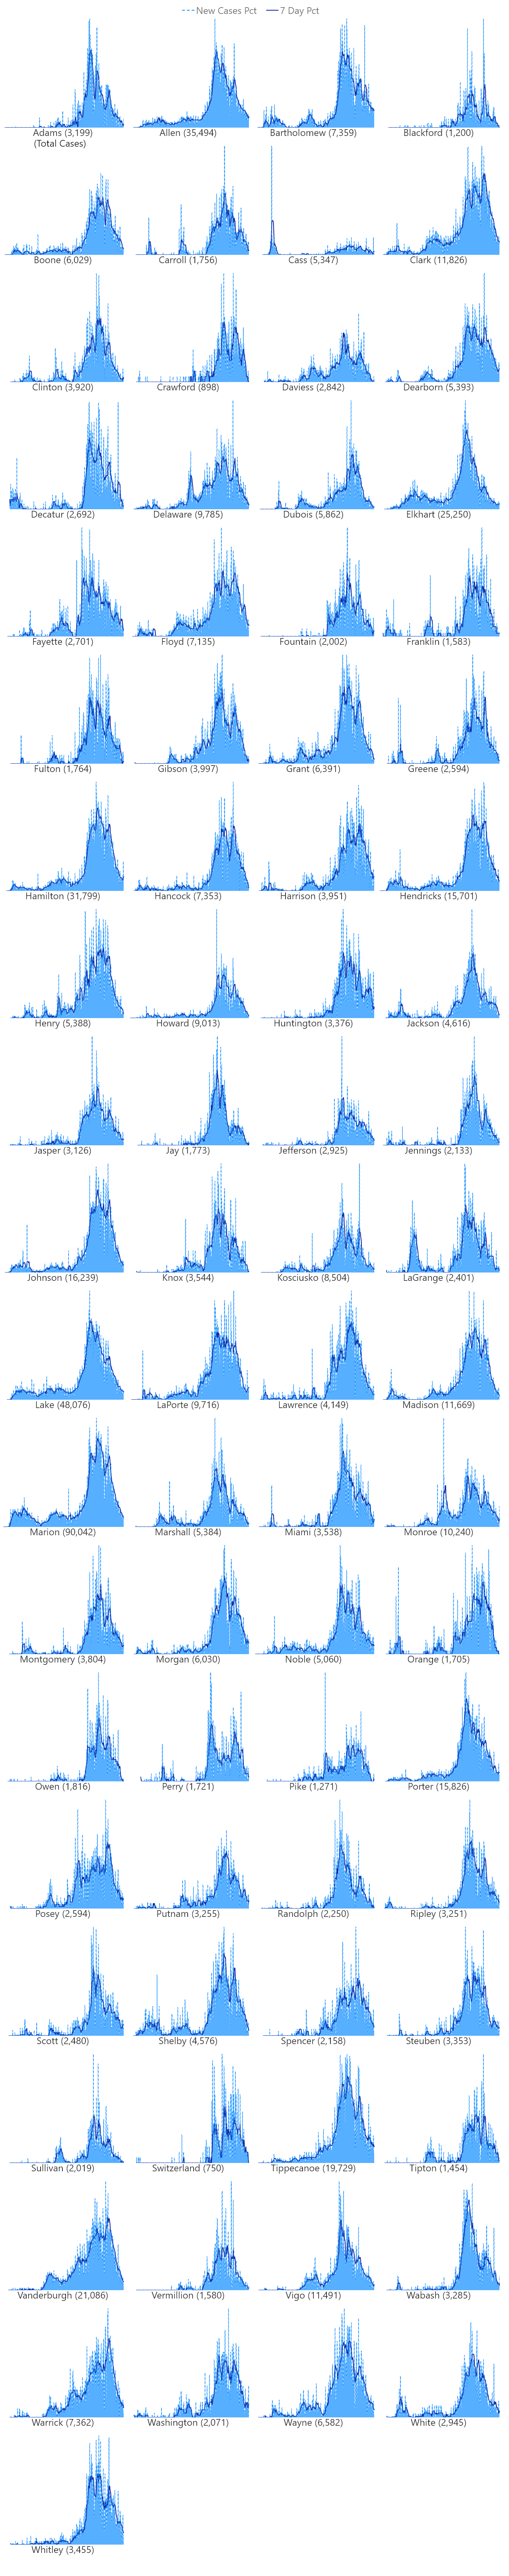 New Cases Pct 7 Day Pct
Adams (3,199) Allen (35,494) Bartholomew (7,359) Blackford (1,200)
(Total Cases)
Boone (6,029) Carroll (1,756) Cass (5,347) Clark (11,826)
Clinton (3,920) Crawford (898) Daviess (2,842) Dearborn (5,393)
Decatur (2,692) Delaware (9,785) Dubois (5,862) Elkhart (25,250)
Fayette (2,701) Floyd (7,135) Fountain (2,002) Franklin (1,583)
Fulton (1,764) Gibson (3,997) Grant (6,391) Greene (2,594)
Hamilton (31,799) Hancock (7,353) Harrison (3,951) Hendricks (15,701)
Henry (5,388) Howard (9,013) Huntington (3,376) Jackson (4,616)
Jasper (3,126) Jay (1,773) Jefferson (2,925) Jennings (2,133)
Johnson (16,239) Knox (3,544) Kosciusko (8,504) LaGrange (2,401)
Lake (48,076) LaPorte (9,716) Lawrence (4,149) Madison (11,669)
Marion (90,042) Marshall (5,384) Miami (3,538) Monroe (10,240)
Montgomery (3,804) Morgan (6,030) Noble (5,060) Orange (1,705)
Owen (1,816) Perry (1,721) Pike (1,271) Porter (15,826)
Posey (2,594) Putnam (3,255) Randolph (2,250) Ripley (3,251)
Scott (2,480) Shelby (4,576) Spencer (2,158) Steuben (3,353)
Sullivan (2,019) Switzerland (750) Tippecanoe (19,729) Tipton (1,454)
Vanderburgh (21,086) Vermillion (1,580) Vigo (11,491) Wabash (3,285)
Warrick (7,362) Washington (2,071) Wayne (6,582) White (2,945)
Whitley (3,455)